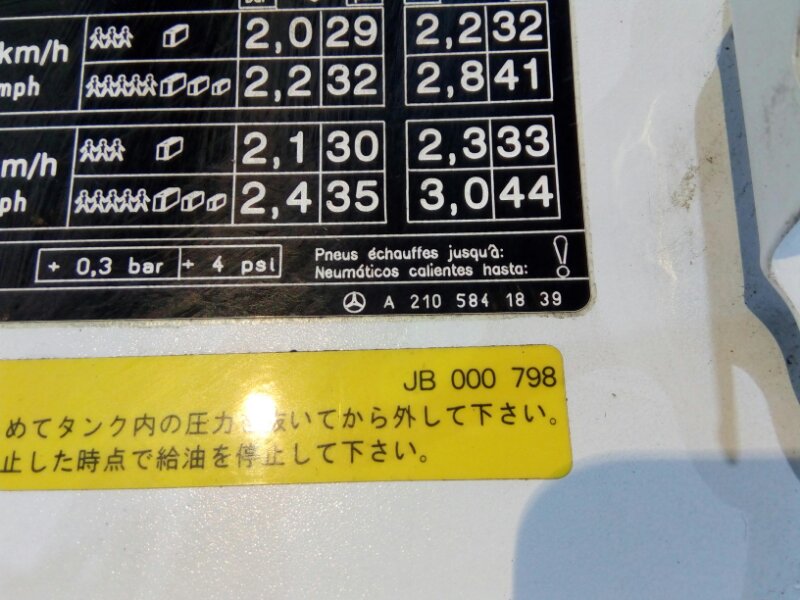 km/h 2,0 29 2,2 32
mph 2,2 32 2,8 41
km/h 2,1 30 2,3 33
mph 2,4 35 3,0 44
+ 0,3 bar + 4 psi
Pneus échauffes jusqu'à:
Neumáticos calientes hasta: !
A 210 584 18 39
JB 000 798
めてタンク内の圧力を抜いてから外して下さい。
止した時点で給油を停止して下さい。